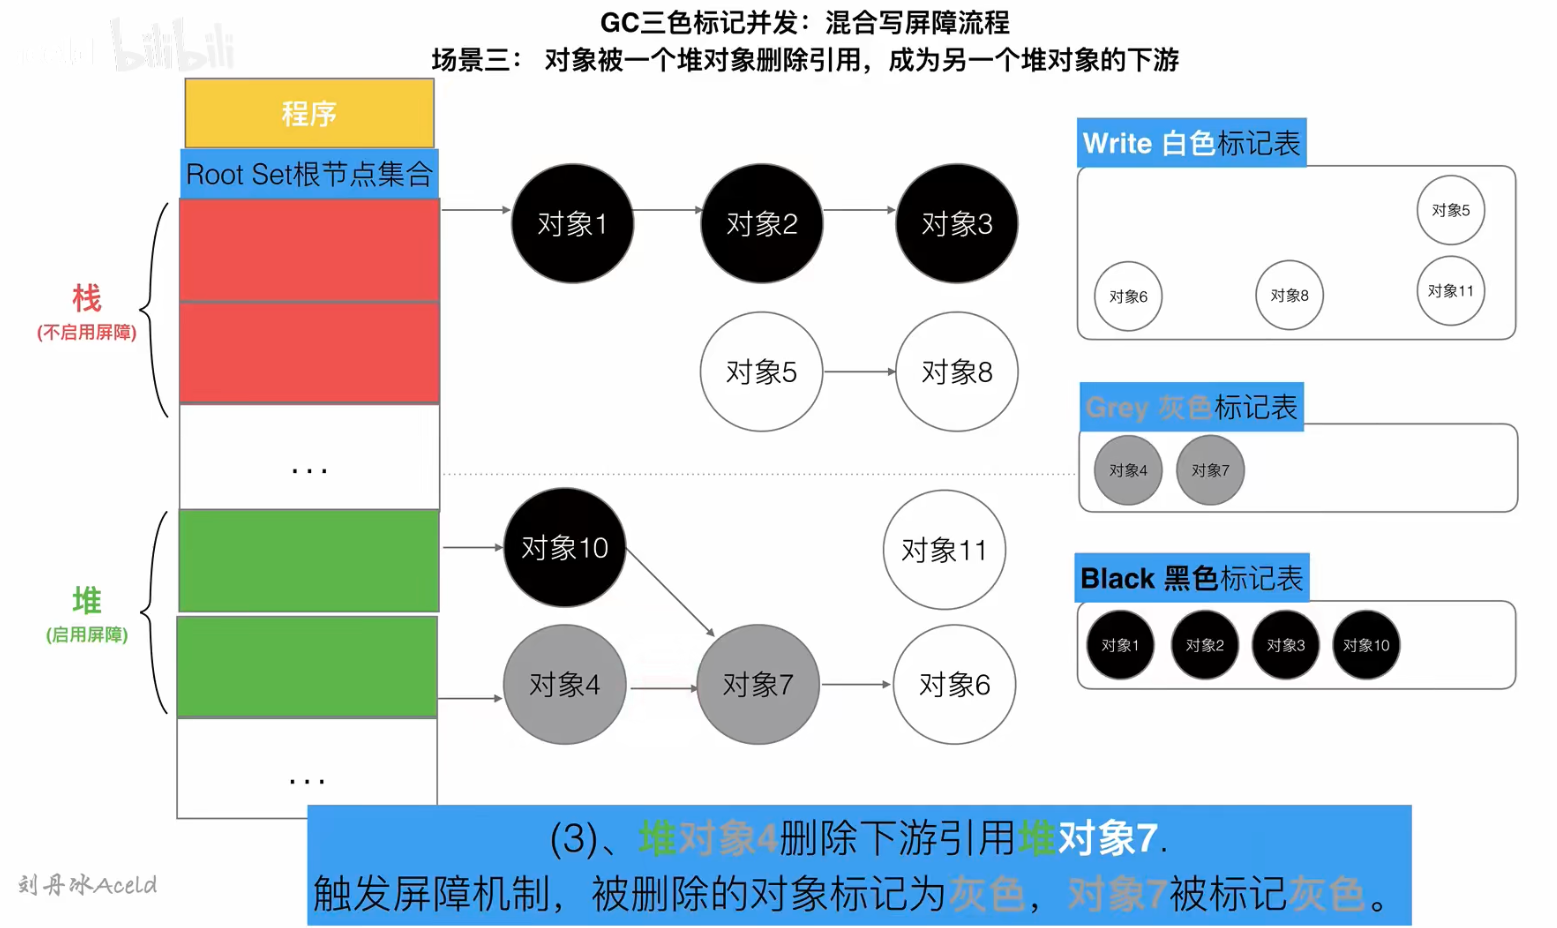 bilibili
GC三色标记并发：混合写屏障流程
场景三： 对象被一个堆对象删除引用，成为另一个堆对象的下游
程序
Root Set根节点集合
栈
(不启用屏障)
...
堆
(启用屏障)
...
对象1
对象2
对象3
对象5
对象8
对象10
对象11
对象4
对象7
对象6
Write 白色标记表
对象5
对象6
对象8
对象11
Grey 灰色标记表
对象4
对象7
Black 黑色标记表
对象1
对象2
对象3
对象10
(3)、堆对象4删除下游引用堆对象7.
触发屏障机制，被删除的对象标记为灰色，对象7被标记灰色。
刘丹冰Aceld